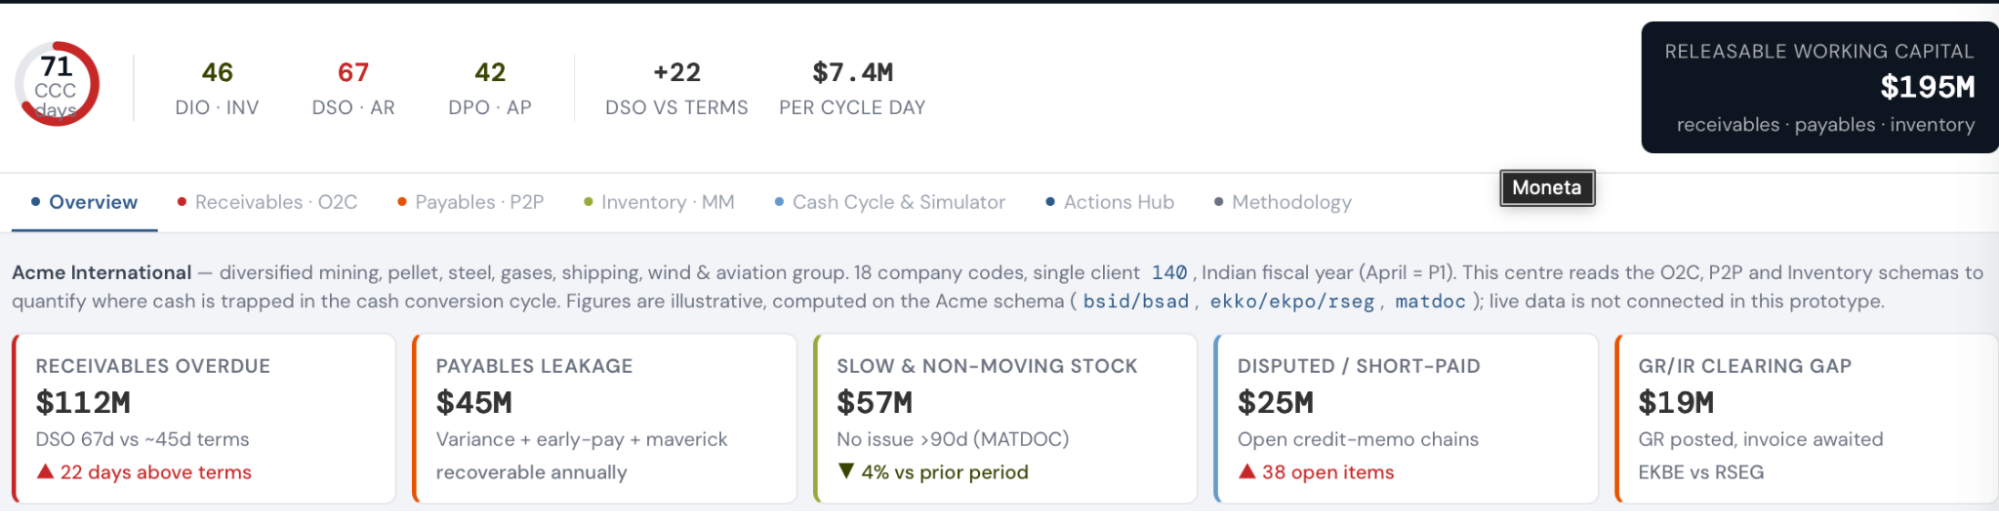 71
CCC
days
46
DIO · INV
67
DSO · AR
42
DPO · AP
+22
DSO VS TERMS
$7.4M
PER CYCLE DAY
RELEASABLE WORKING CAPITAL
$195M
receivables · payables · inventory
Overview
Receivables · O2C
Payables · P2P
Inventory · MM
Cash Cycle & Simulator
Actions Hub
Methodology
Moneta
Acme International — diversified mining, pellet, steel, gases, shipping, wind & aviation group. 18 company codes, single client 140 , Indian fiscal year (April = P1). This centre reads the O2C, P2P and Inventory schemas to
quantify where cash is trapped in the cash conversion cycle. Figures are illustrative, computed on the Acme schema ( bsid/bsad , ekko/ekpo/rseg , matdoc ); live data is not connected in this prototype.
RECEIVABLES OVERDUE
$112M
DSO 67d vs ~45d terms
▲ 22 days above terms
PAYABLES LEAKAGE
$45M
Variance + early-pay + maverick
recoverable annually
SLOW & NON-MOVING STOCK
$57M
No issue >90d (MATDOC)
▼ 4% vs prior period
DISPUTED / SHORT-PAID
$25M
Open credit-memo chains
▲ 38 open items
GR/IR CLEARING GAP
$19M
GR posted, invoice awaited
EKBE vs RSEG